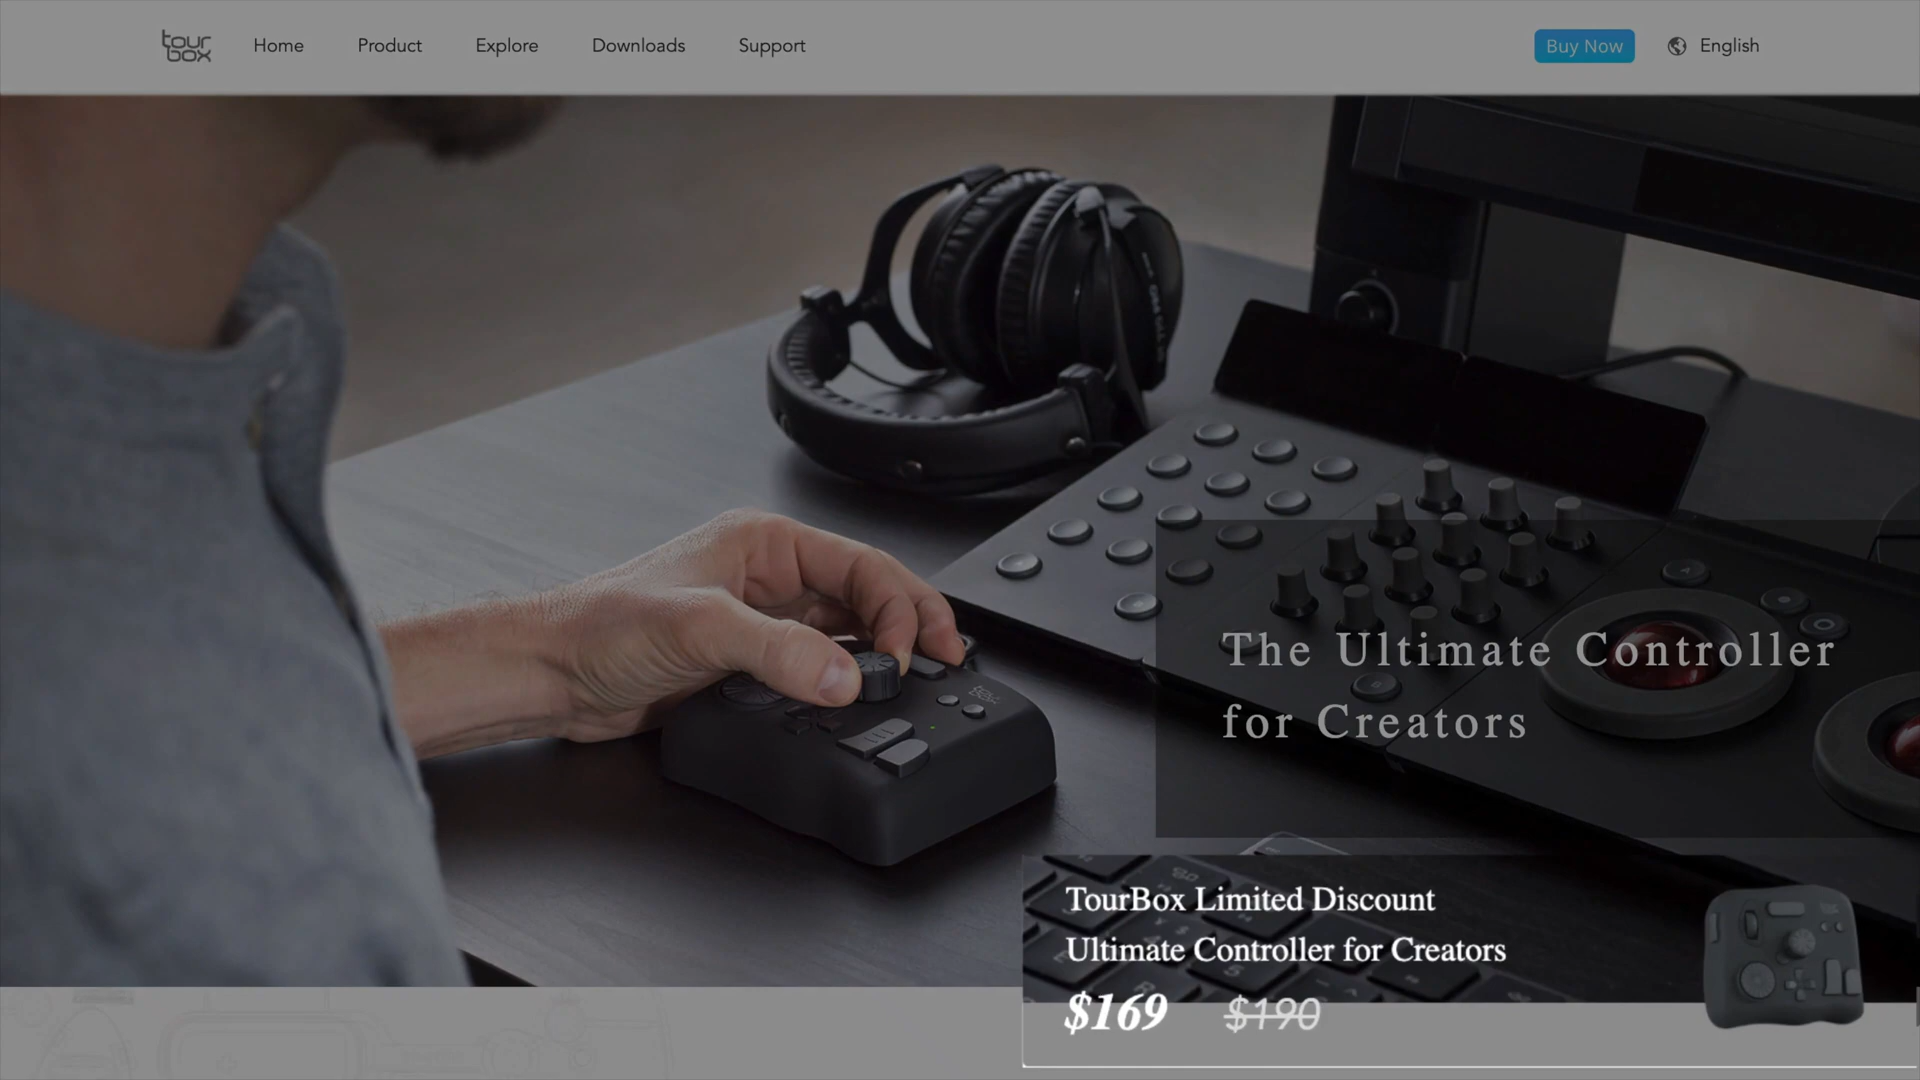 tour
box
Home
Product
Explore
Downloads
Support
Buy Now
English
The Ultimate Controller
for Creators
TourBox Limited Discount
Ultimate Controller for Creators
$169
$190